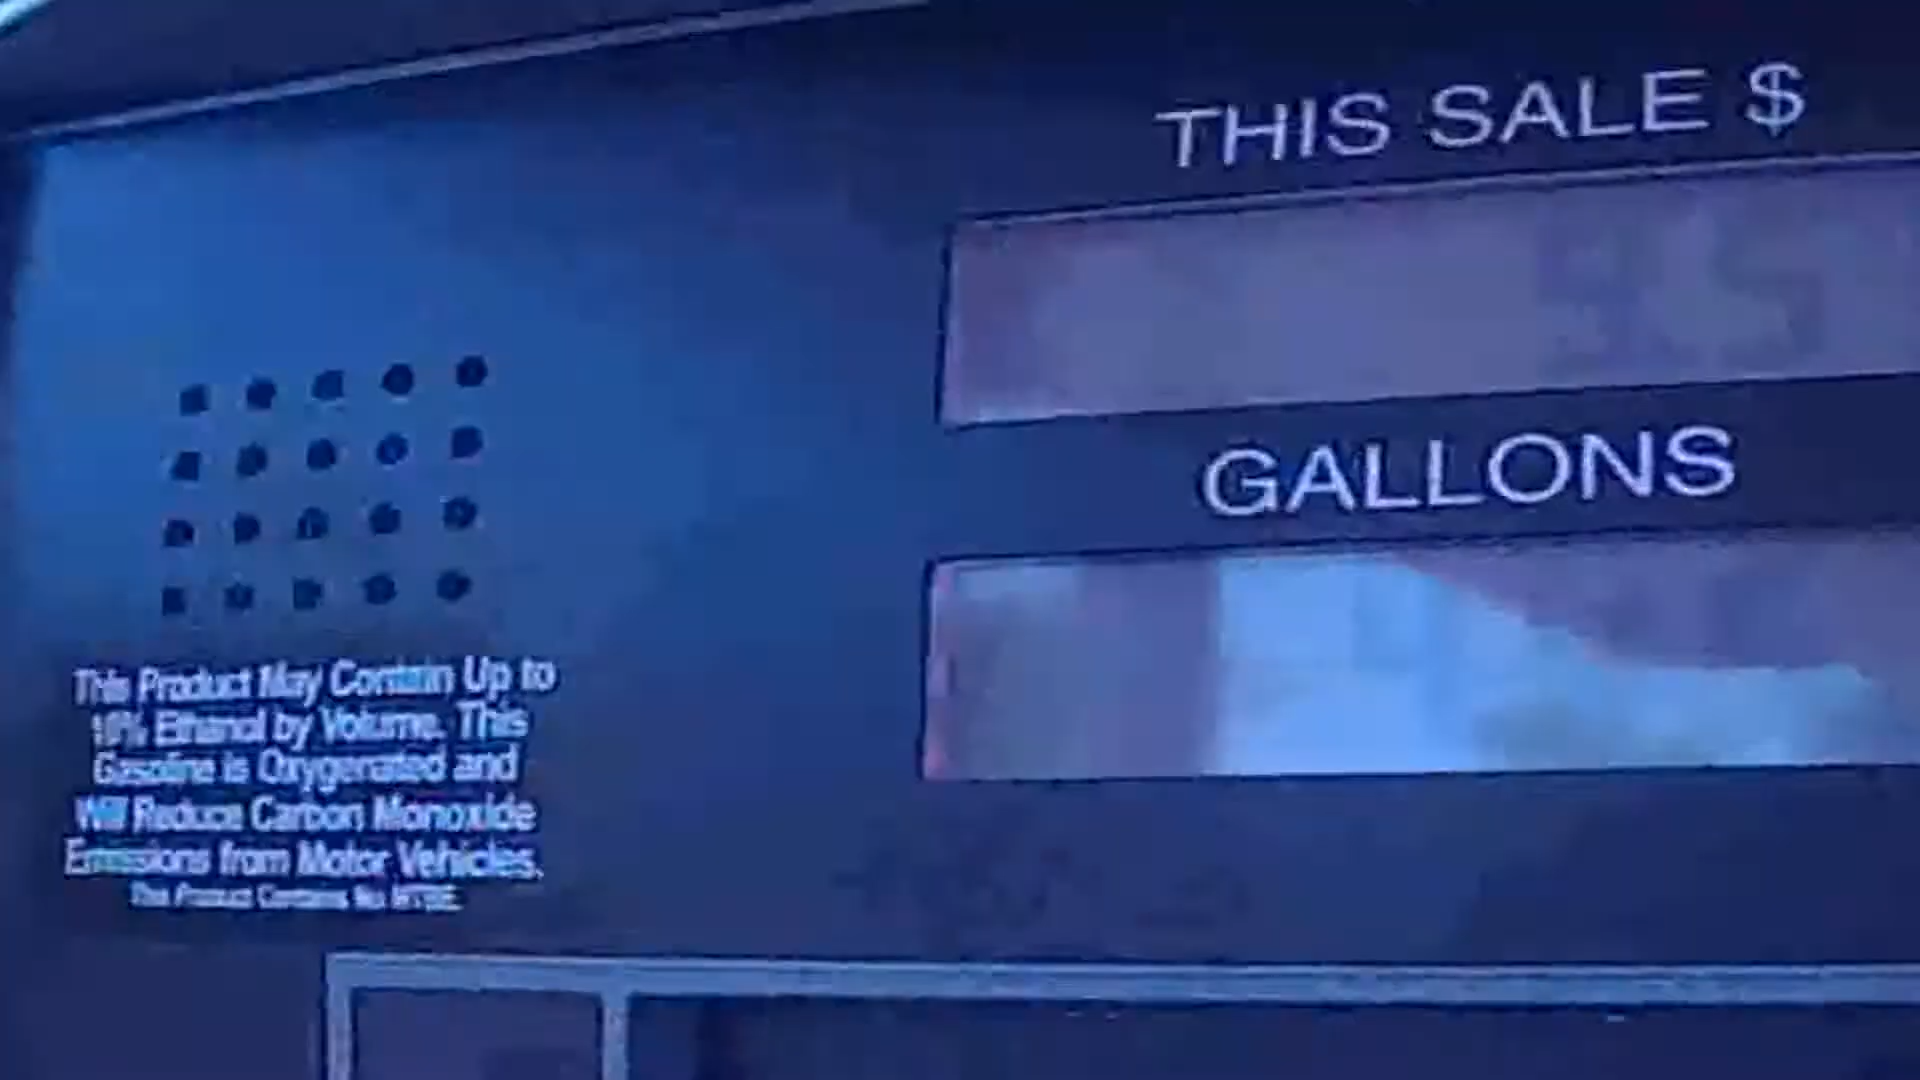 THIS SALE $
GALLONS
This Product May Contain Up to
10% Ethanol by Volume. This
Gasoline is Oxygenated and
Will Reduce Carbon Monoxide
Emissions from Motor Vehicles.
This Product Contains No MTBE.